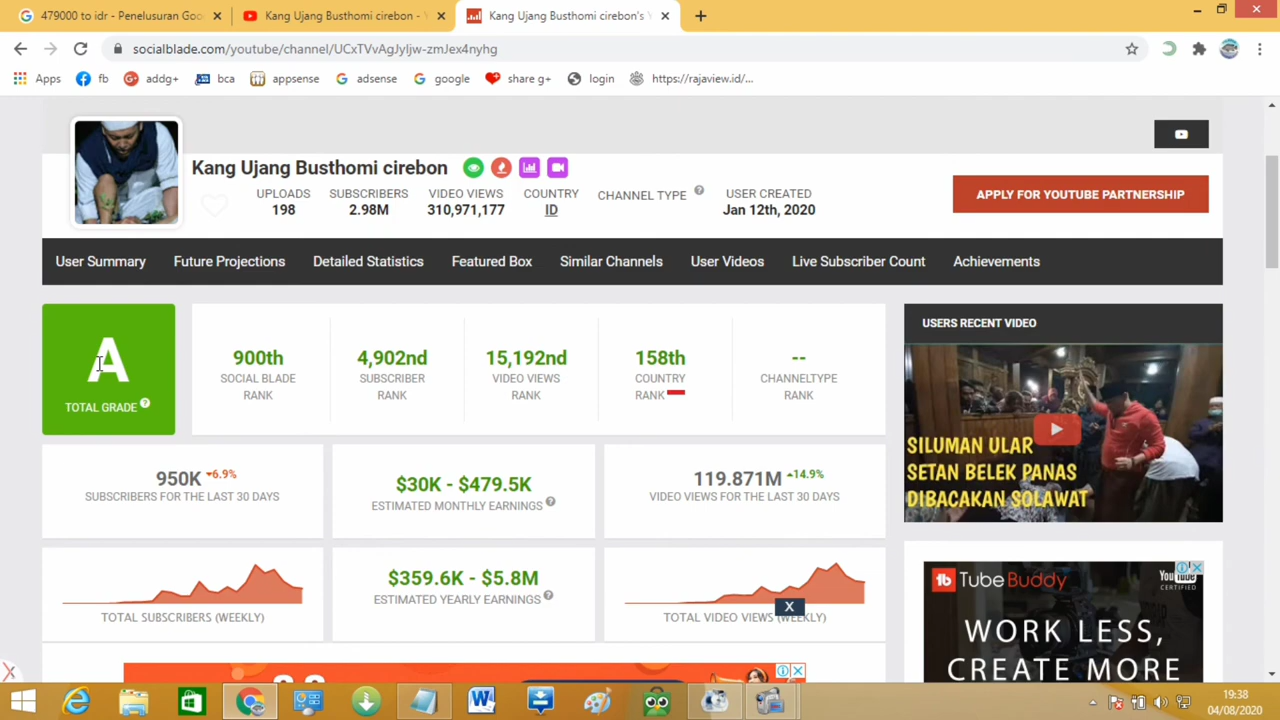 479000 to idr - Penelusuran Goo
Kang Ujang Busthomi cirebon - Y
Kang Ujang Busthomi cirebon's Y
socialblade.com/youtube/channel/UCxTVvAgJyIjw-zmJex4nyhg
Apps
fb
addg+
bca
appsense
adsense
google
share g+
login
https://rajaview.id/...
Kang Ujang Busthomi cirebon
UPLOADS
198
SUBSCRIBERS
2.98M
VIDEO VIEWS
310,971,177
COUNTRY
ID
CHANNEL TYPE
USER CREATED
Jan 12th, 2020
APPLY FOR YOUTUBE PARTNERSHIP
User Summary
Future Projections
Detailed Statistics
Featured Box
Similar Channels
User Videos
Live Subscriber Count
Achievements
A
TOTAL GRADE
900th
SOCIAL BLADE
RANK
4,902nd
SUBSCRIBER
RANK
15,192nd
VIDEO VIEWS
RANK
158th
COUNTRY
RANK
--
CHANNELTYPE
RANK
USERS RECENT VIDEO
SILUMAN ULAR
SETAN BELEK PANAS
DIBACAKAN SOLAWAT
950K 6.9%
SUBSCRIBERS FOR THE LAST 30 DAYS
$30K - $479.5K
ESTIMATED MONTHLY EARNINGS
119.871M 14.9%
VIDEO VIEWS FOR THE LAST 30 DAYS
TOTAL SUBSCRIBERS (WEEKLY)
$359.6K - $5.8M
ESTIMATED YEARLY EARNINGS
TOTAL VIDEO VIEWS (WEEKLY)
X
TubeBuddy
YouTube
CERTIFIED
WORK LESS,
CREATE MORE
19:38
04/08/2020